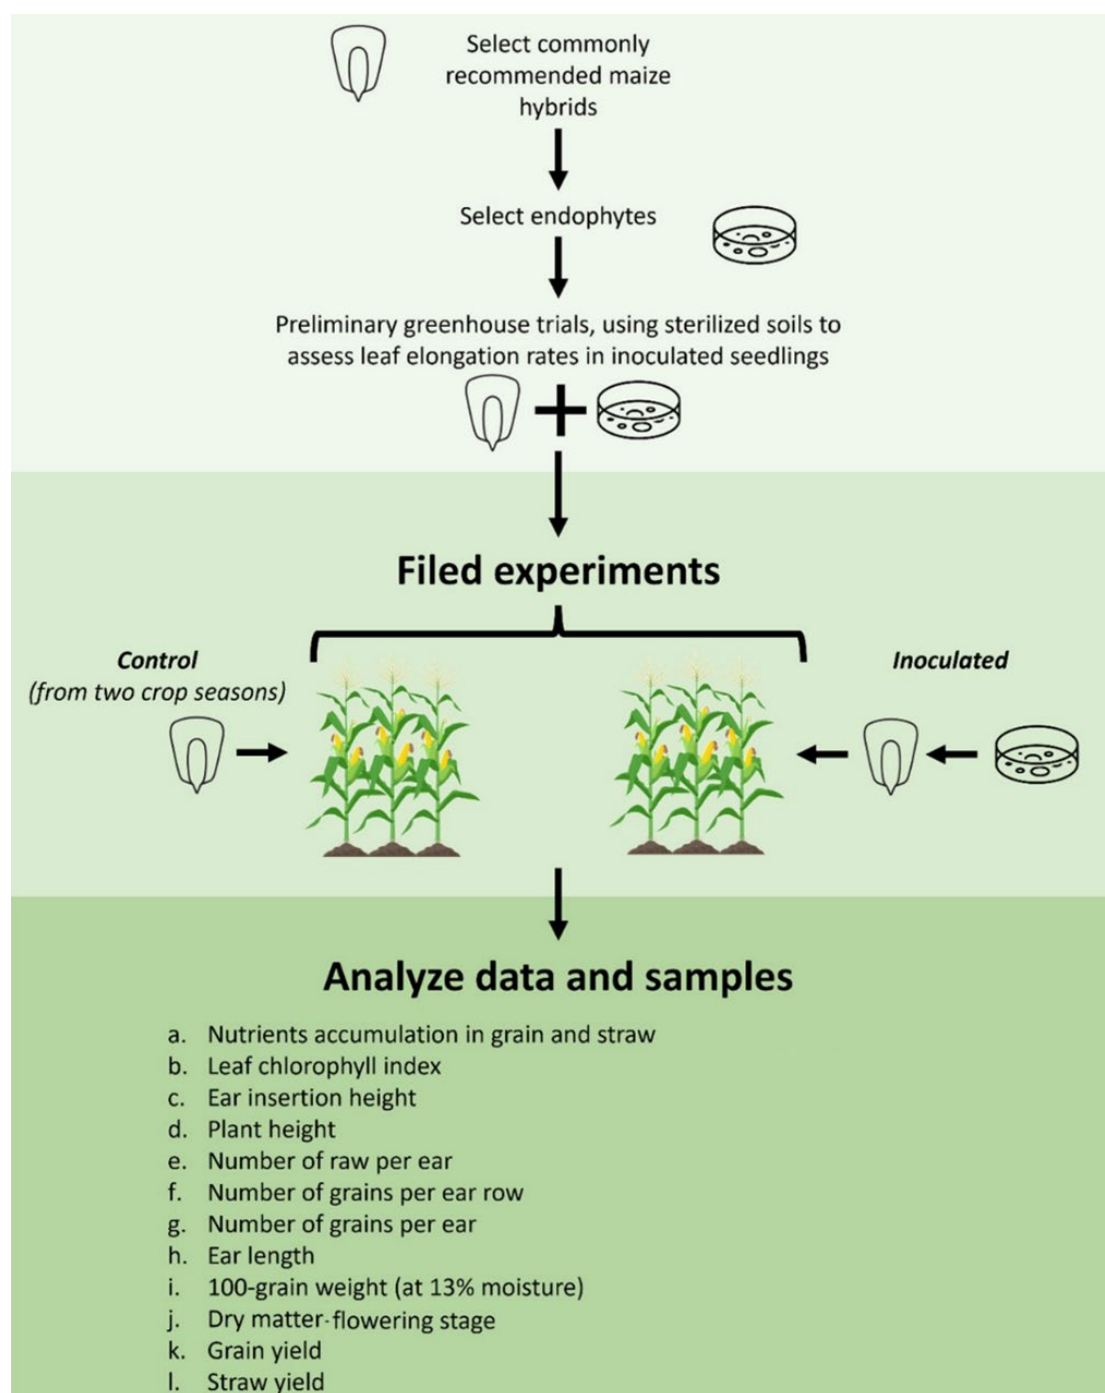 Select commonly
recommended maize
hybrids
Select endophytes
Preliminary greenhouse trials, using sterilized soils to
assess leaf elongation rates in inoculated seedlings
Filed experiments
Control
(from two crop seasons)
Inoculated
Analyze data and samples
a. Nutrients accumulation in grain and straw
b. Leaf chlorophyll index
c. Ear insertion height
d. Plant height
e. Number of raw per ear
f. Number of grains per ear row
g. Number of grains per ear
h. Ear length
i. 100-grain weight (at 13% moisture)
j. Dry matter-flowering stage
k. Grain yield
l. Straw yield